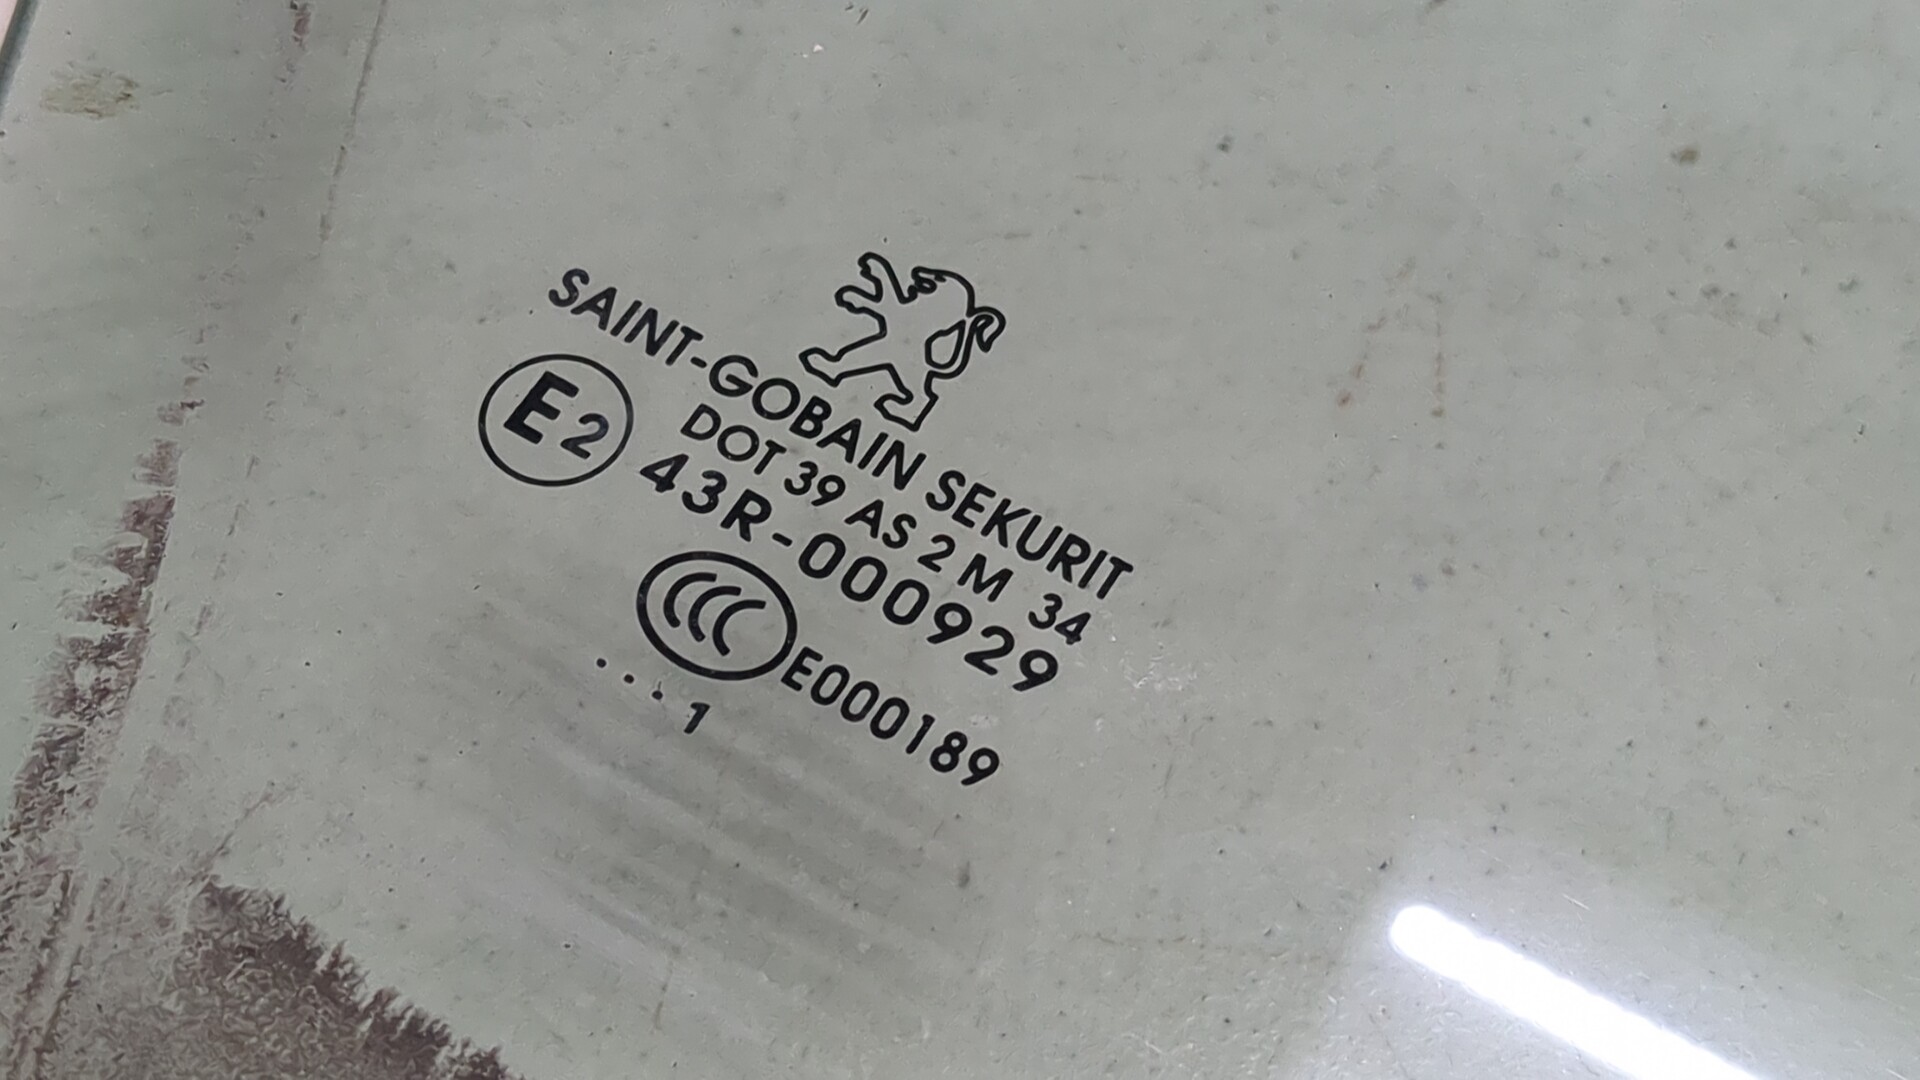 SAINT-GOBAIN SEKURIT
DOT 39 AS 2 M 34
E2 43R-000929
CCC E000189
. . . 1